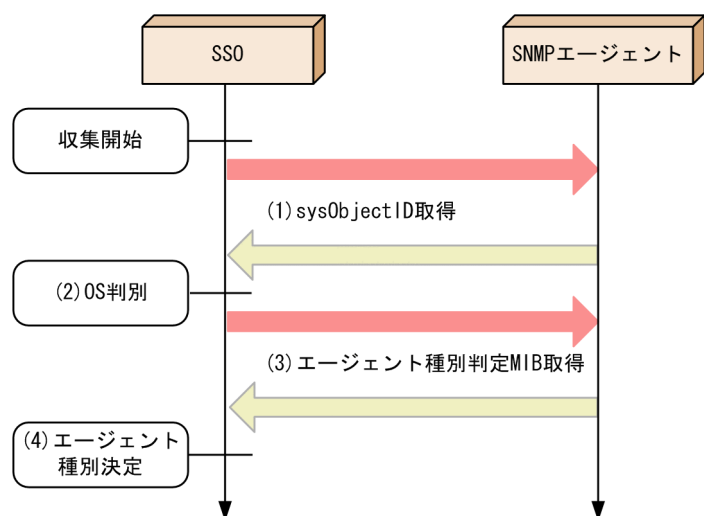 SSO
SNMPエージェント
収集開始
(1)sysObjectID取得
(2)OS判別
(3)エージェント種別判定MIB取得
(4)エージェント
種別決定